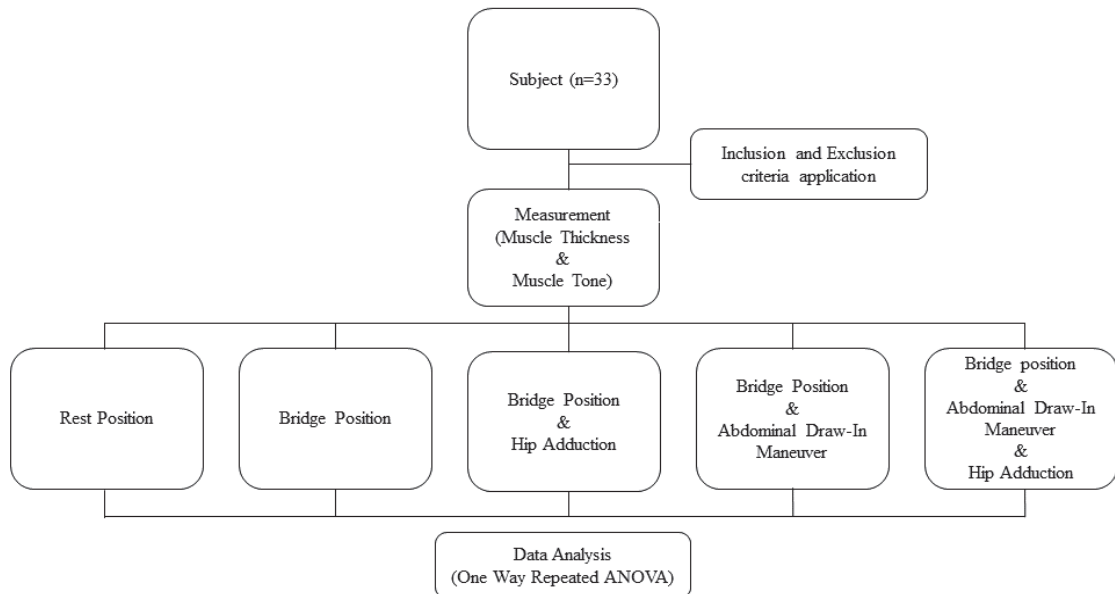 Subject (n=33)
Inclusion and Exclusion
criteria application
Measurement
(Muscle Thickness
&
Muscle Tone)
Rest Position
Bridge Position
Bridge Position
&
Hip Adduction
Bridge Position
&
Abdominal Draw-In
Maneuver
Bridge position
&
Abdominal Draw-In
Maneuver
&
Hip Adduction
Data Analysis
(One Way Repeated ANOVA)